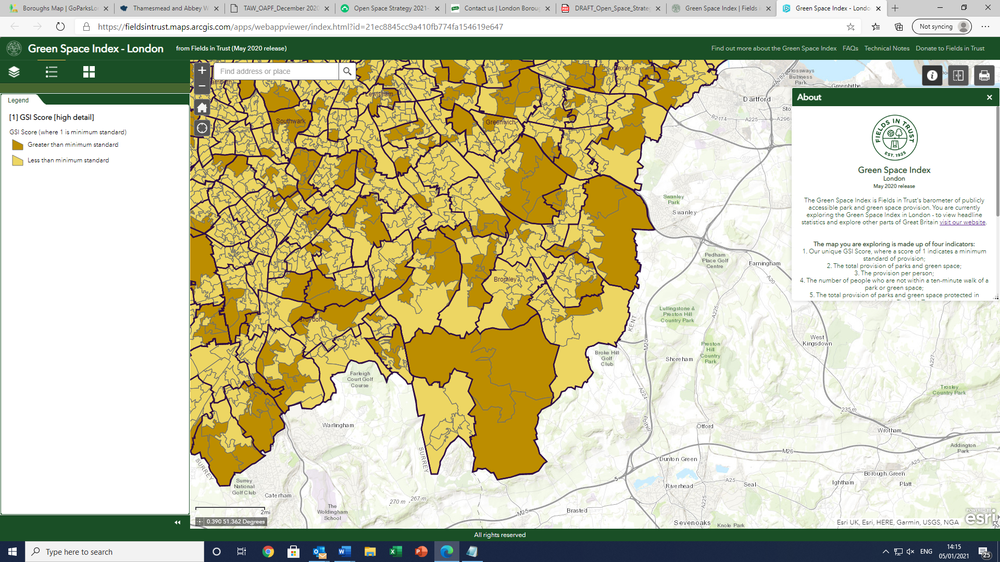 Boroughs Map | GoParksLo
Thamesmead and Abbey W
TAW_OAPF_December 2020
Open Space Strategy 2021-
Contact us | London Boroug
DRAFT_Open_Space_Strate
Green Space Index | Fields i
Green Space Index - Londo
https://fieldsintrust.maps.arcgis.com/apps/webappviewer/index.html?id=21ec8845cc9a410fb774fa154619e647
Not syncing
Green Space Index - London
from Fields in Trust (May 2020 release)
Find out more about the Green Space Index
FAQs
Technical Notes
Donate to Fields in Trust
Find address or place
Legend
[1] GSI Score [high detail]
GSI Score (where 1 is minimum standard)
Greater than minimum standard
Less than minimum standard
Lewisham
Southwark
Greenwich
Bexley
Bromley
Croydon
Crossways
Business
Park
Greenhithe
A282
Dartford
Sto
B2174
A225
A296
Swanley
Park
Swanley
Pedham
Place Golf
Centre
Farningham
A20
Lullingstone &
Preston Hill
Country Park
A225
KENT
M25
West
Kingsdown
Preston
Hill
Country
Park
A227
Broke Hill
Golf
Club
Shoreham
Farleigh
Court Golf
Course
A224
Trosley
Country Park
235 m
Polhill
Warlingham
Otford
Wrotham
Addington
Park
M26
SURREY
SURREY
Dunton Green
A25
Borough Green
Surrey
National
Golf Club
Caterham
5
A25
Riverhead
Seal
Ightham
Platt
270 m
267 m
The
Woldingham
School
M25
Brasted
A225
Sevenoaks
Knole Park
2mi
0.390 51.362 Degrees
About
FIELDS IN TRUST
EST. 1925
Green Space Index
London
May 2020 release
The Green Space Index is Fields in Trust's barometer of publicly
accessible park and green space provision. You are currently
exploring the Green Space Index in London - to view headline
statistics and explore other parts of Great Britain visit our website.
The map you are exploring is made up of four indicators:
1. Our unique GSI Score, where a score of 1 indicates a minimum
standard of provision;
2. The total provision of parks and green space;
3. The provision per person;
4. The number of people who are not within a ten-minute walk of a
park or green space;
5. The total provision of parks and green space protected in
Esri UK, Esri, HERE, Garmin, USGS, NGA
POWERED BY
esri
All rights reserved
Type here to search
ENG
14:15
05/01/2021
25